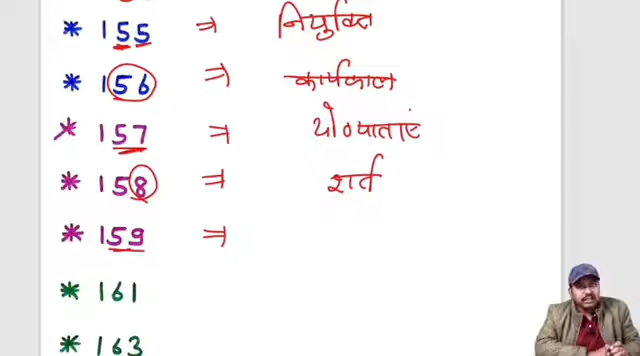 * 155 ⇒ नियुक्ति
* 156 ⇒ कार्यकाल
* 157 ⇒ योग्यताएं
* 158 ⇒ शर्त
* 159 ⇒
* 161
* 163